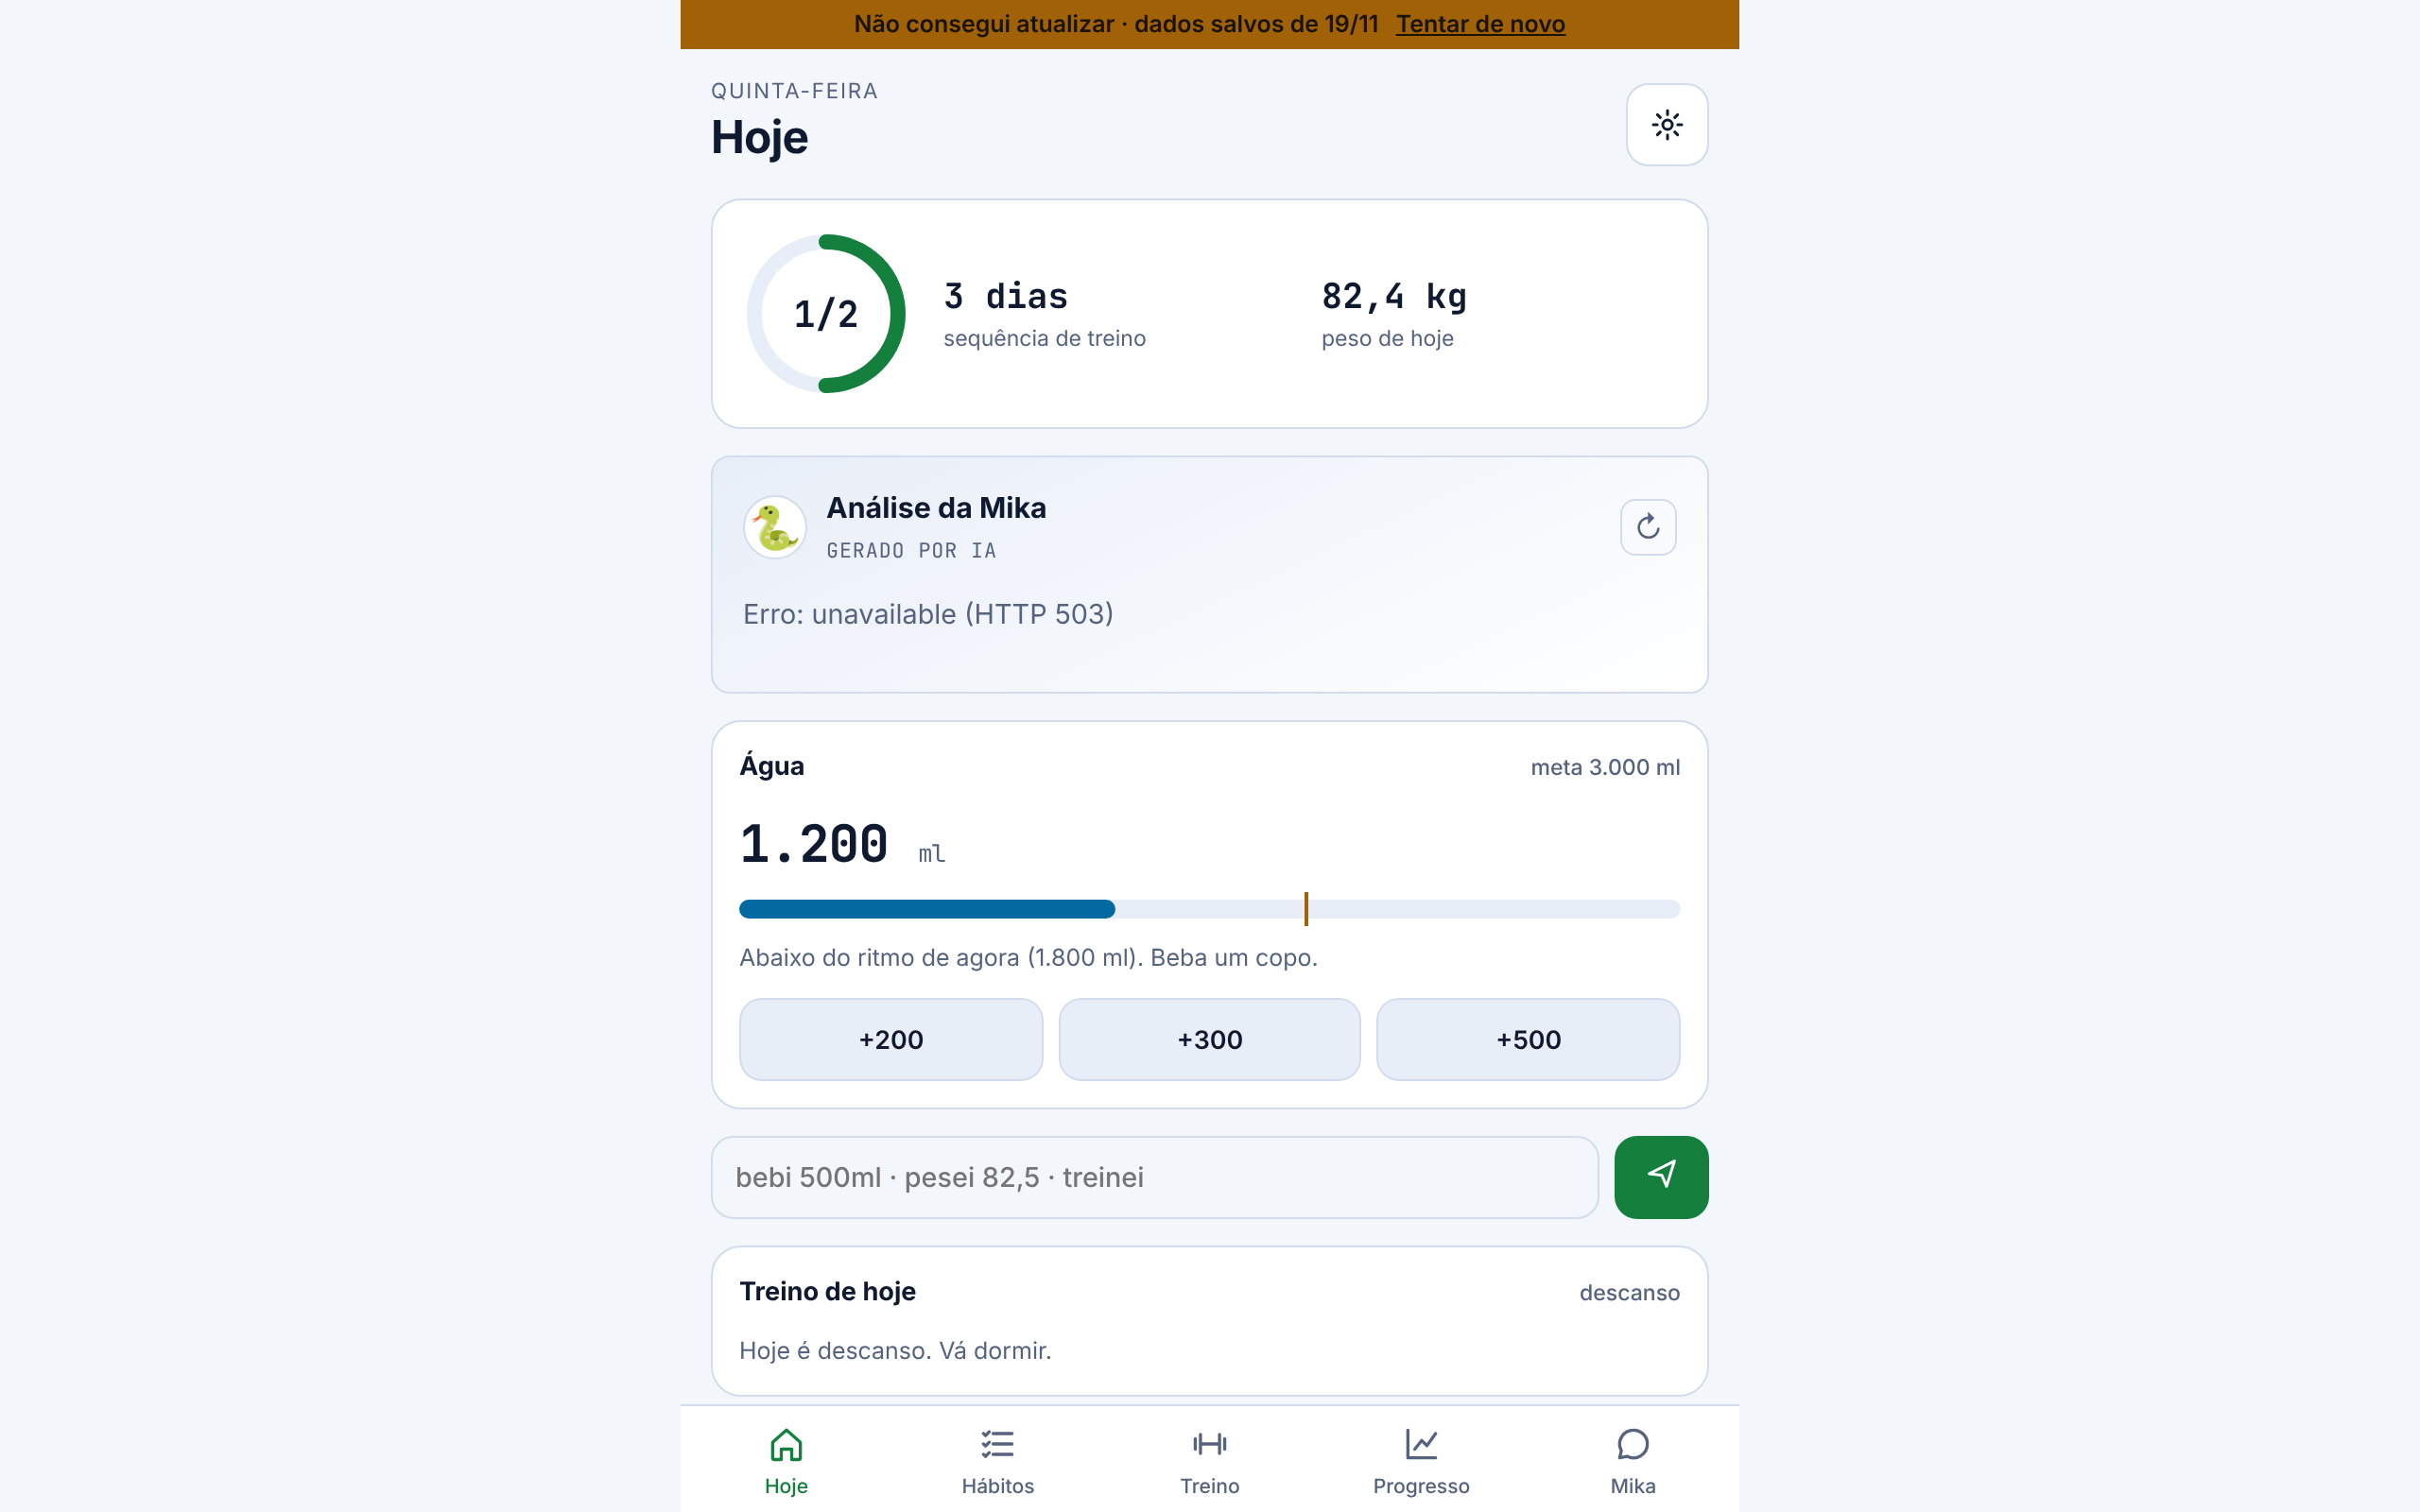 Não consegui atualizar · dados salvos de 19/11 Tentar de novo
QUINTA-FEIRA
Hoje
1/2
3 dias
sequência de treino
82,4 kg
peso de hoje
Análise da Mika
GERADO POR IA
Erro: unavailable (HTTP 503)
Água
meta 3.000 ml
1.200 ml
Abaixo do ritmo de agora (1.800 ml). Beba um copo.
+200
+300
+500
bebi 500ml · pesei 82,5 · treinei
Treino de hoje
descanso
Hoje é descanso. Vá dormir.
Hoje
Hábitos
Treino
Progresso
Mika